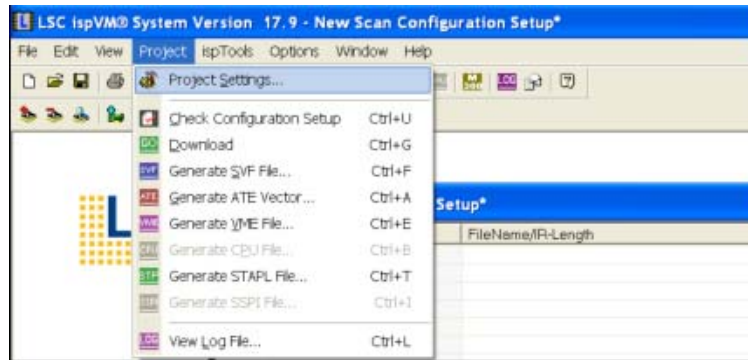 LSC ispVM® System Version 17.9 - New Scan Configuration Setup*
File Edit View Project ispTools Options Window Help
Project Settings...
Check Configuration Setup Ctrl+U
Download Ctrl+G
Generate SVF File... Ctrl+F
Generate ATE Vector... Ctrl+A
Generate VME File... Ctrl+E
Generate CPU File... Ctrl+B
Generate STAPL File... Ctrl+T
Generate SSPI File... Ctrl+I
View Log File... Ctrl+L
Setup*
FileName/IR-Length